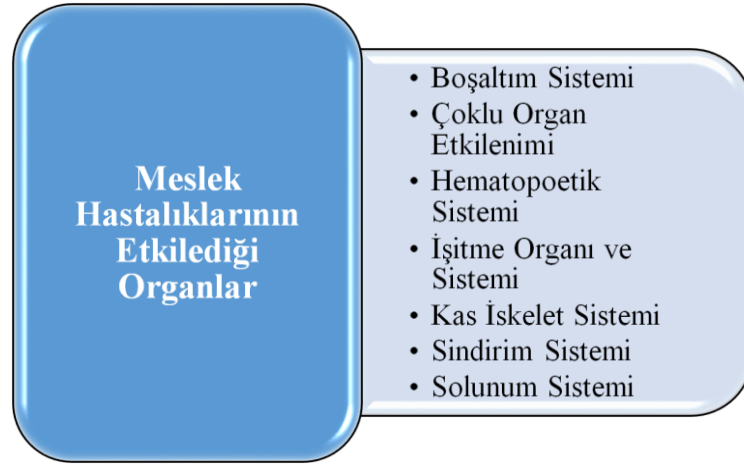 Meslek
Hastalıklarının
Etkilediği
Organlar
• Boşaltım Sistemi
• Çoklu Organ
Etkilenimi
• Hematopoetik
Sistemi
• İşitme Organı ve
Sistemi
• Kas İskelet Sistemi
• Sindirim Sistemi
• Solunum Sistemi